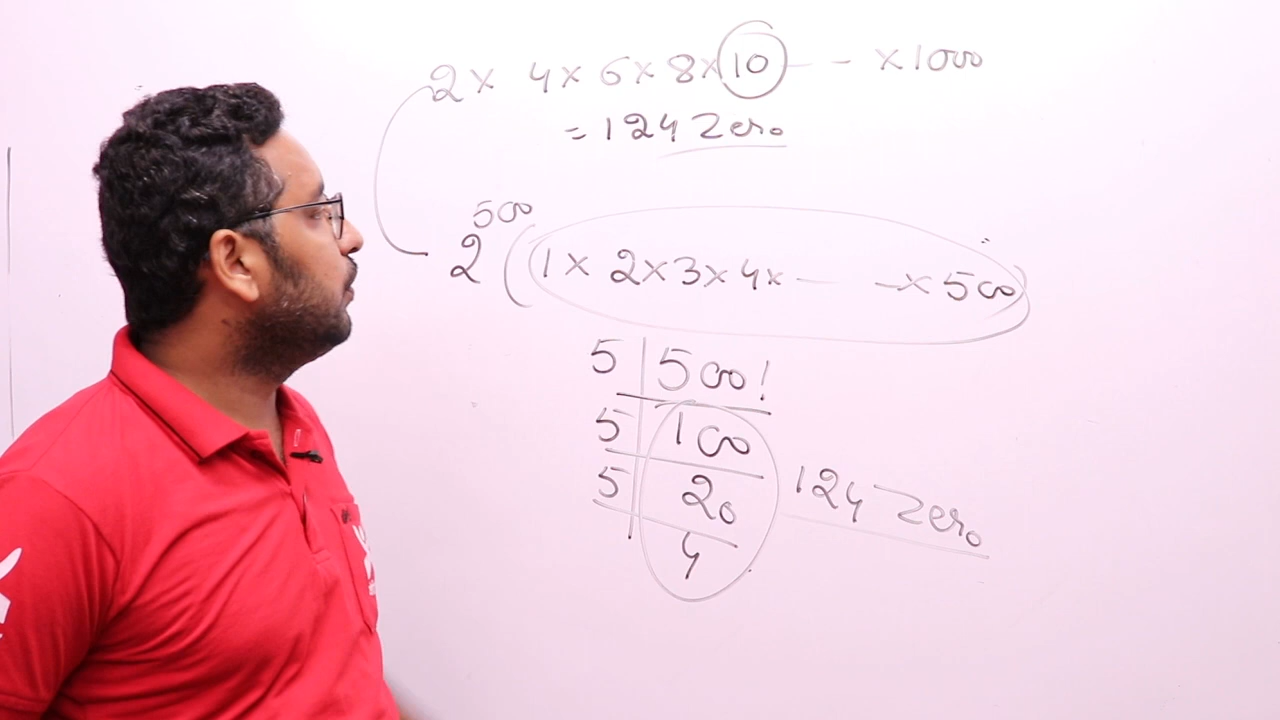 2 x 4 x 6 x 8 x 10 - - x 1000
= 124 Zero
2^500 (1 x 2 x 3 x 4 x - - x 500)
5 | 500!
5 | 100
5 | 20
4
124 Zero